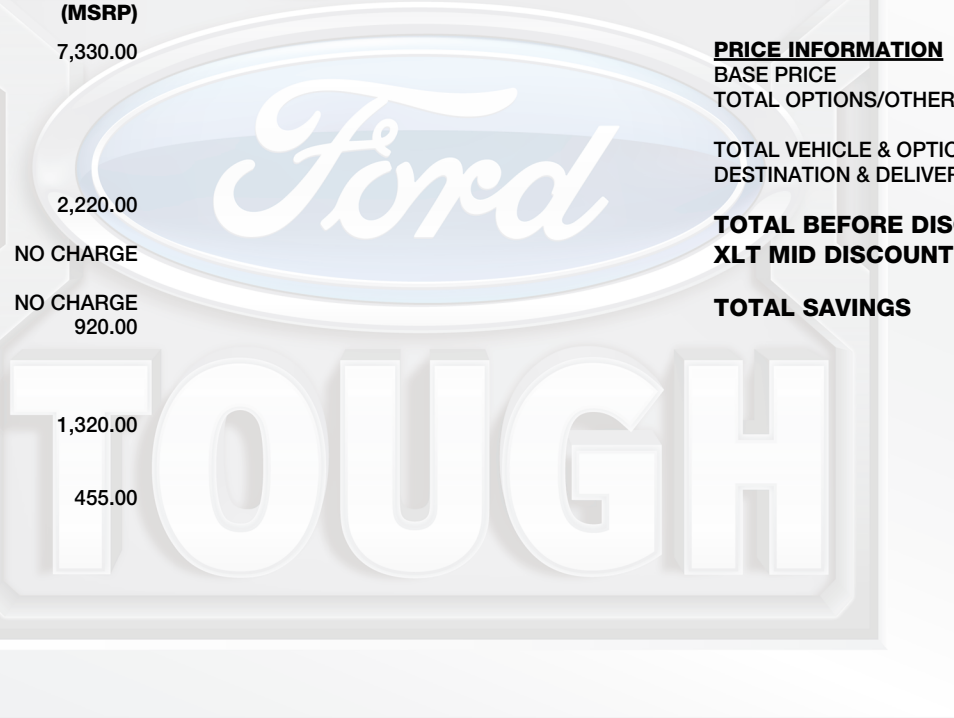 (MSRP)
7,330.00
2,220.00
NO CHARGE
NO CHARGE
920.00
1,320.00
455.00
PRICE INFORMATION
BASE PRICE
TOTAL OPTIONS/OTHER
TOTAL VEHICLE & OPTIO
DESTINATION & DELIVER
TOTAL BEFORE DISC
XLT MID DISCOUNT
TOTAL SAVINGS
Ford
TOUGH